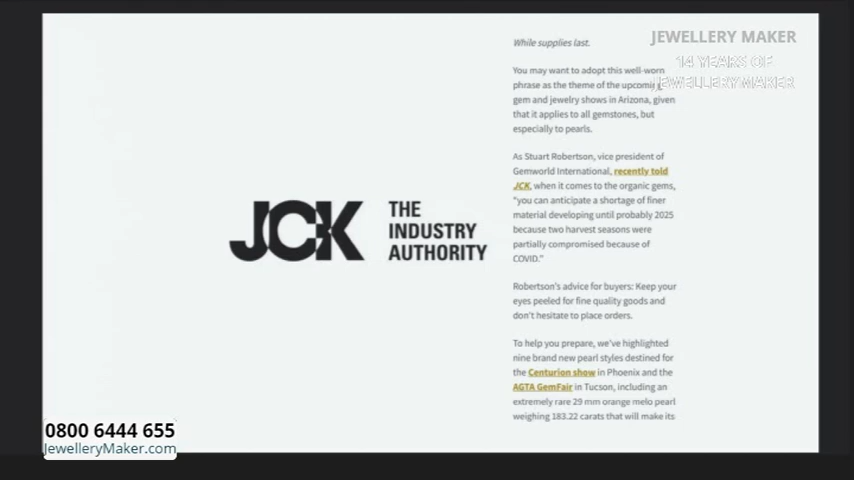 JEWELLERY MAKER
14 YEARS OF
JEWELLERYMAKER
While supplies last.
You may want to adopt this well-worn
phrase as the theme of the upcoming
gem and jewelry shows in Arizona, given
that it applies to all gemstones, but
especially to pearls.
As Stuart Robertson, vice president of
Gemworld International, recently told
JCK, when it comes to the organic gems,
"you can anticipate a shortage of finer
material developing until probably 2025
because two harvest seasons were
partially compromised because of
COVID."
Robertson's advice for buyers: Keep your
eyes peeled for fine quality goods and
don't hesitate to place orders.
To help you prepare, we've highlighted
nine brand new pearl styles destined for
the Centurion show in Phoenix and the
AGTA GemFair in Tucson, including an
extremely rare 29 mm orange melo pearl
weighing 183.22 carats that will make its
JCK
THE
INDUSTRY
AUTHORITY
0800 6444 655
JewelleryMaker.com